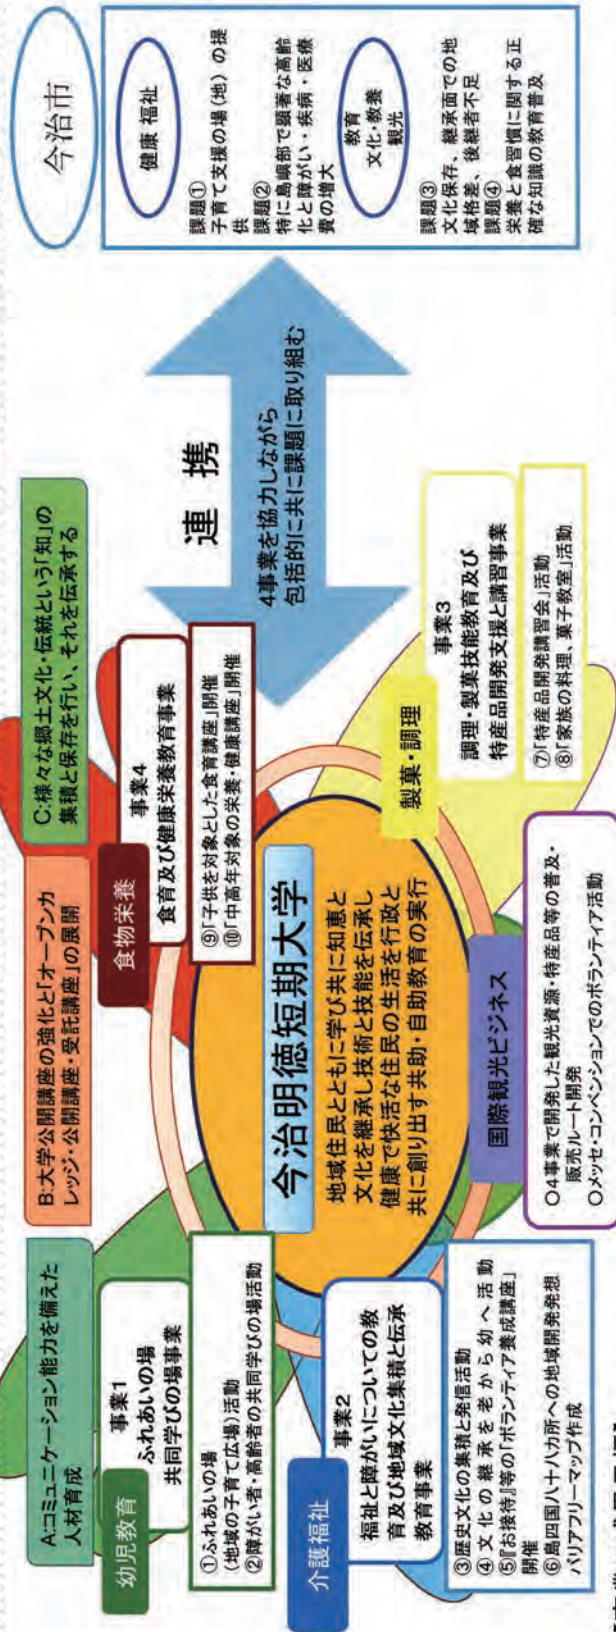 A:コミュニケーション能力を備えた
人材育成
B:大学公開講座の強化と「オープンカ
レッジ・公開講座・受託講座」の展開
C:様々な郷土文化・伝統という「知」の
集積と保存を行い、それを伝承する
幼児教育
事業1
ふれあいの場
共同学びの場事業
①ふれあいの場
(地域の子育て広場)活動
②障がい者・高齢者の共同学びの場活動
食物栄養
事業4
食育及び健康栄養教育事業
⑨「子供を対象とした食育講座」開催
⑩「中高年対象の栄養・健康講座」開催
今治明徳短期大学
地域住民とともに学び共に知恵と
文化を継承し技術と技能を伝承し
健康で快活な住民の生活を行政と
共に創り出す共助・自助教育の実行
介護福祉
事業2
福祉と障がいについての教
育及び地域文化集積と伝承
教育事業
③歴史文化の集積と発信活動
④文化の継承を老から幼へ活動
⑤『お接待』等の「ボランティア養成講座」
開催
⑥島四国八十八カ所への地域開発発想
バリアフリーマップ作成
国際観光ビジネス
○4事業で開発した観光資源・特産品等の普及・
販売ルート開発
○メッセ・コンベンションでのボランティア活動
製菓・調理
事業3
調理・製菓技能教育及び
特産品開発支援と講習事業
⑦「特産品開発講習会」活動
⑧「家族の料理、菓子教室」活動
連携
4事業を協力しながら
包括的に共に課題に取り組む
今治市
健康 福祉
課題①
子育て支援の場(地)の提
供
課題②
特に島嶼部で顕著な高齢
化と障がい・疾病・医療
費の増大
教育
文化・教養
観光
課題③
文化保存、継承面での地
域格差、後継者不足
課題④
栄養と食習慣に関する正
確な知識の教育普及